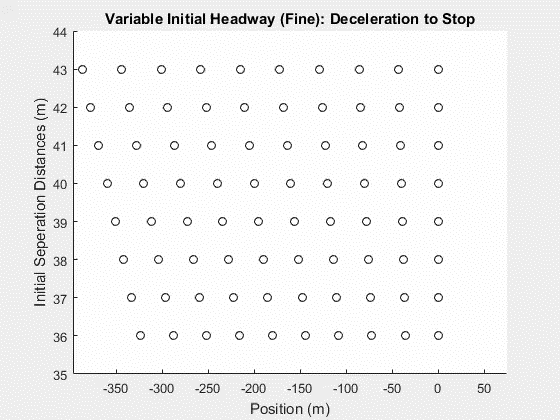 Variable Initial Headway (Fine): Deceleration to Stop
44
43
42
41
40
39
38
37
36
35
Initial Seperation Distances (m)
-350 -300 -250 -200 -150 -100 -50 0 50
Position (m)